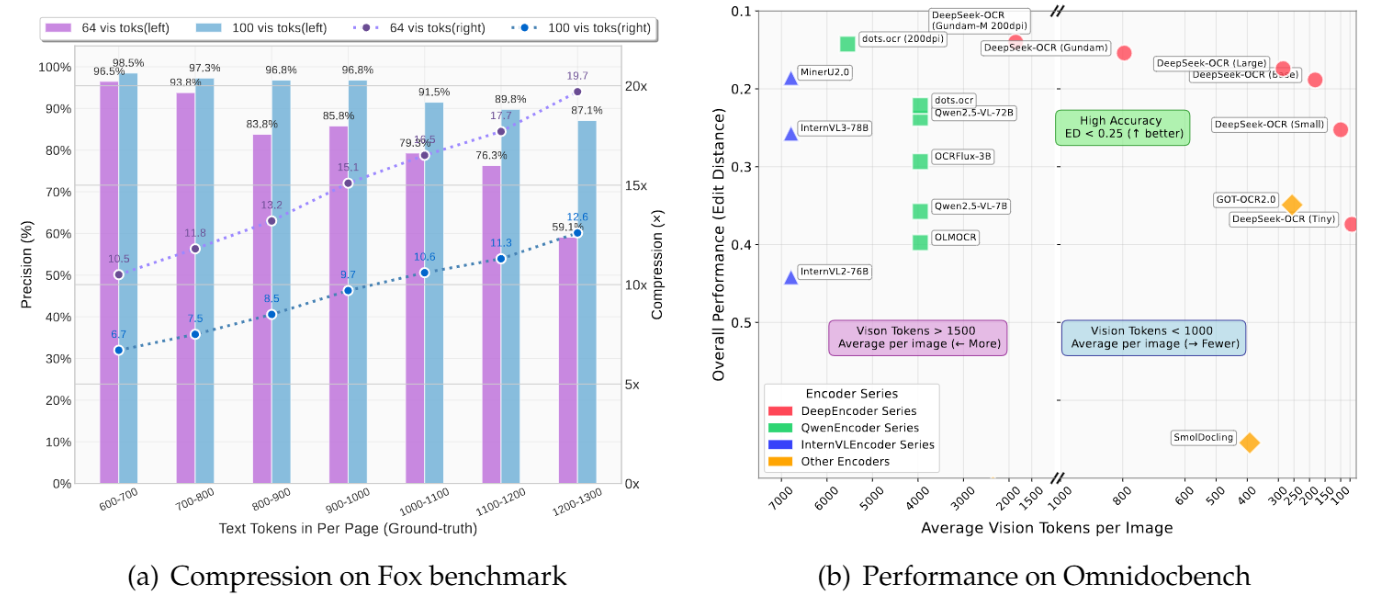 64 vis toks(left) 100 vis toks(left) 64 vis toks(right) 100 vis toks(right)
100%
90%
80%
70%
60%
50%
40%
30%
20%
10%
0%
Precision (%)
96.5%
98.5%
93.8%
97.3%
83.8%
96.8%
85.8%
96.8%
79.3%
91.5%
76.3%
89.8%
59.1%
87.1%
10.5
11.8
13.2
15.1
16.5
17.7
19.7
6.7
7.5
8.5
9.7
10.6
11.3
12.6
20x
15x
10x
5x
0x
Compression (×)
600-700 700-800 800-900 900-1000 1000-1100 1100-1200 1200-1300
Text Tokens in Per Page (Ground-truth)
(a) Compression on Fox benchmark
0.1
0.2
0.3
0.4
0.5
Overall Performance (Edit Distance)
DeepSeek-OCR
(Gundam-M 200dpi)
dots.ocr (200dpi)
DeepSeek-OCR (Gundam)
DeepSeek-OCR (Large)
DeepSeek-OCR (Base)
MinerU2.0
dots.ocr
Qwen2.5-VL-72B
High Accuracy
ED < 0.25 (↑ better)
DeepSeek-OCR (Small)
InternVL3-78B
OCRFlux-3B
GOT-OCR2.0
Qwen2.5-VL-7B
DeepSeek-OCR (Tiny)
OLMOCR
InternVL2-76B
Vison Tokens > 1500
Average per image (← More)
Vision Tokens < 1000
Average per image (→ Fewer)
SmolDocling
Encoder Series
DeepEncoder Series
QwenEncoder Series
InternVLEncoder Series
Other Encoders
7000 6000 5000 4000 3000 2000 1500 1000 800 600 500 400 300 250 200 150 100
Average Vision Tokens per Image
(b) Performance on Omnidocbench